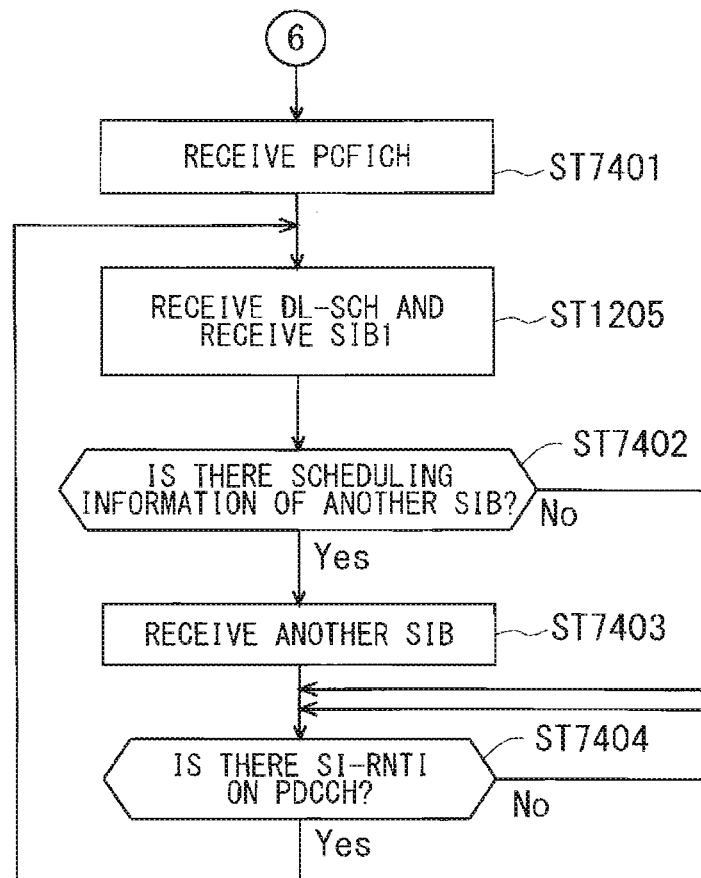 6
RECEIVE PCFICH
ST7401
RECEIVE DL-SCH AND
RECEIVE SIB1
ST1205
ST7402
IS THERE SCHEDULING
INFORMATION OF ANOTHER SIB?
No
Yes
RECEIVE ANOTHER SIB
ST7403
ST7404
IS THERE SI-RNTI
ON PDCCH?
No
Yes